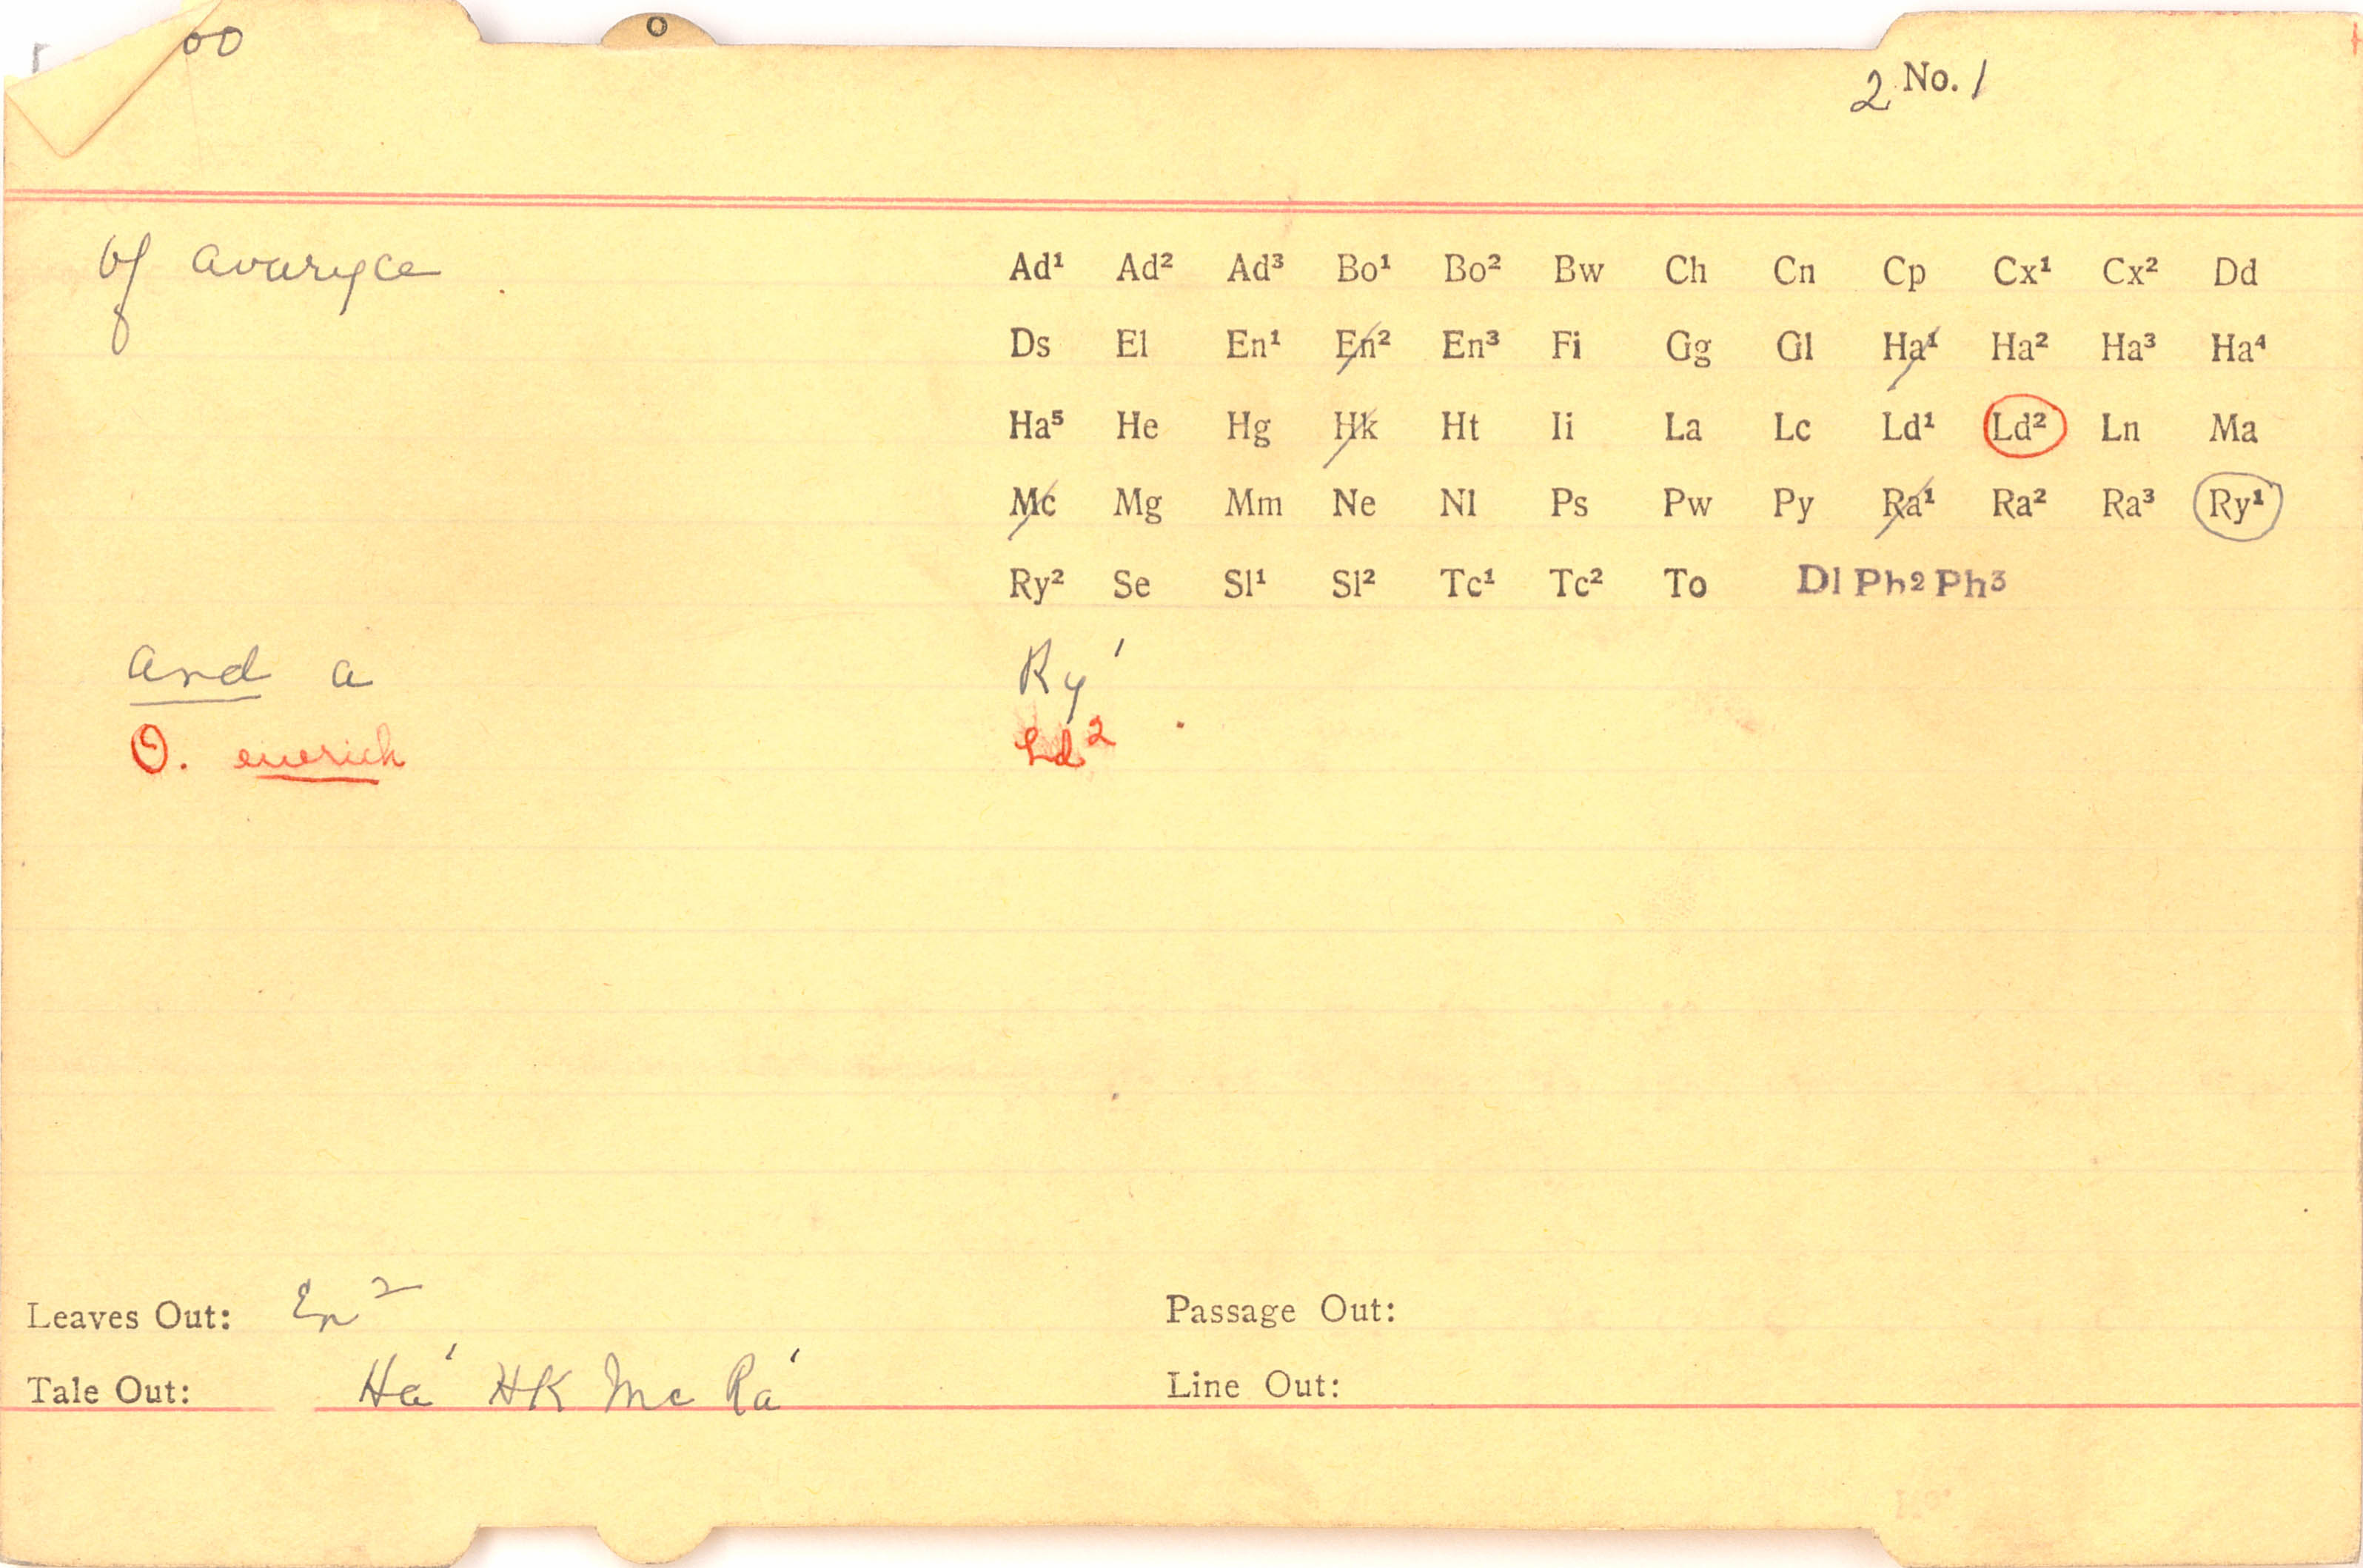 00
2 No. 1
of avaryce
Ad¹ Ad² Ad³ Bo¹ Bo² Bw Ch Cn Cp Cx¹ Cx² Dd
Ds El En¹ En² En³ Fi Gg Gl Ha¹ Ha² Ha³ Ha⁴
Ha⁵ He Hg Hk Ht Ii La Lc Ld¹ Ld² Ln Ma
Mc Mg Mm Ne Nl Ps Pw Py Ra¹ Ra² Ra³ Ry¹
Ry² Se Sl¹ Sl² Tc¹ Tc² To Dl Ph2 Ph3
and a Ry¹
O. euerich Ld²
Leaves Out: En² Passage Out:
Tale Out: Ha¹ HK Mc Ra¹ Line Out: